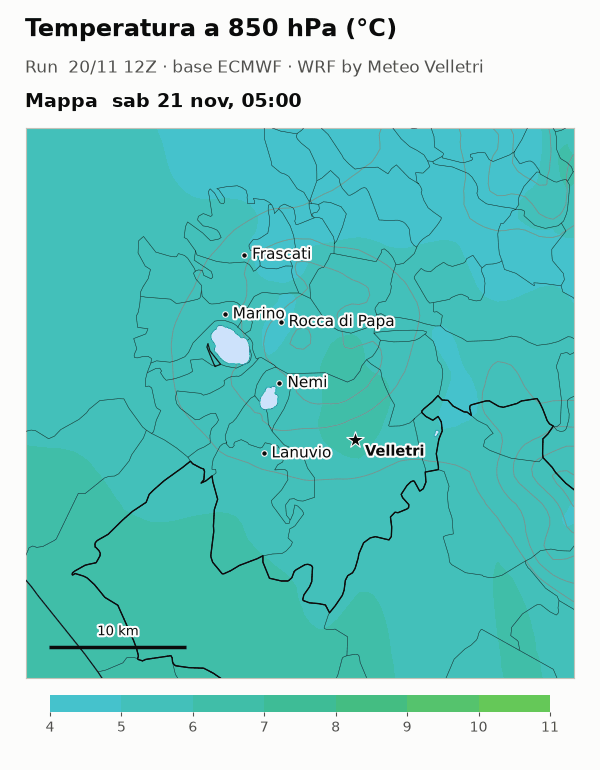 Temperatura a 850 hPa (°C)
Run  20/11 12Z · base ECMWF · WRF by Meteo Velletri
Mappa  sab 21 nov, 05:00
Frascati
Marino
Rocca di Papa
Nemi
Velletri
Lanuvio
10 km
4 5 6 7 8 9 10 11